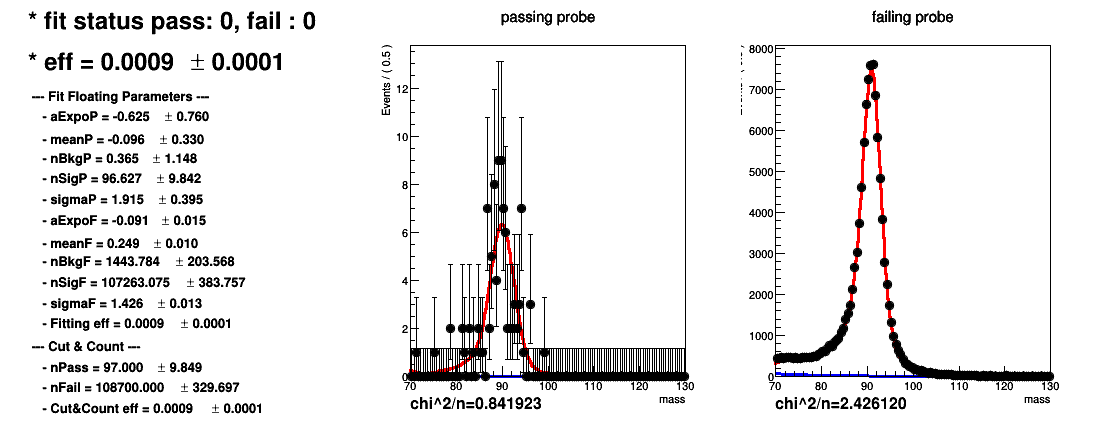 * fit status pass: 0, fail : 0
* eff = 0.0009 ± 0.0001
--- Fit Floating Parameters ---
- aExpoP = -0.625 ± 0.760
- meanP = -0.096 ± 0.330
- nBkgP = 0.365 ± 1.148
- nSigP = 96.627 ± 9.842
- sigmaP = 1.915 ± 0.395
- aExpoF = -0.091 ± 0.015
- meanF = 0.249 ± 0.010
- nBkgF = 1443.784 ± 203.568
- nSigF = 107263.075 ± 383.757
- sigmaF = 1.426 ± 0.013
- Fitting eff = 0.0009 ± 0.0001
--- Cut & Count ---
- nPass = 97.000 ± 9.849
- nFail = 108700.000 ± 329.697
- Cut&Count eff = 0.0009 ± 0.0001
passing probe
Events / ( 0.5 )
12
10
8
6
4
2
0
70 80 90 100 110 120 130
mass
chi^2/n=0.841923
failing probe
8000
7000
6000
5000
4000
3000
2000
1000
0
70 80 90 100 110 120 130
mass
chi^2/n=2.426120